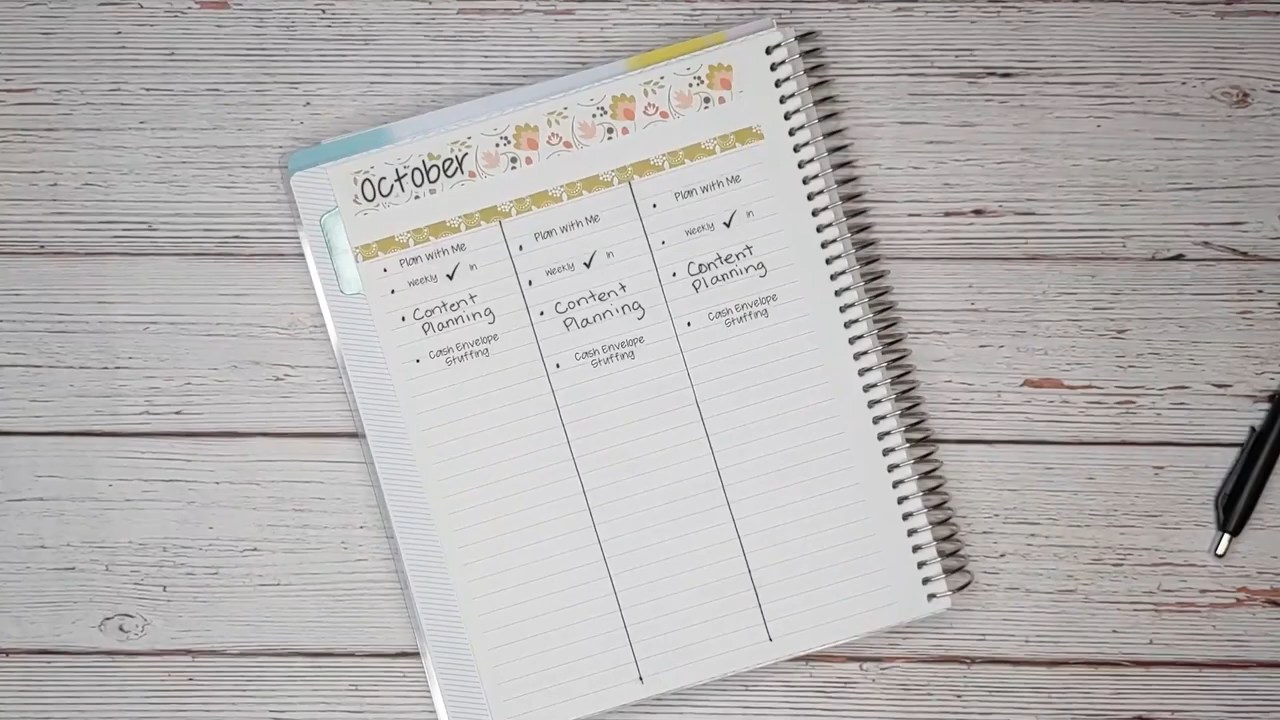 October
• Plan with Me
• Weekly ✓ in
• Content
Planning
• Cash Envelope
Stuffing
• Plan with Me
• Weekly ✓ in
• Content
Planning
• Cash Envelope
Stuffing
• Plan with Me
• Weekly ✓ in
• Content
Planning
• Cash Envelope
Stuffing